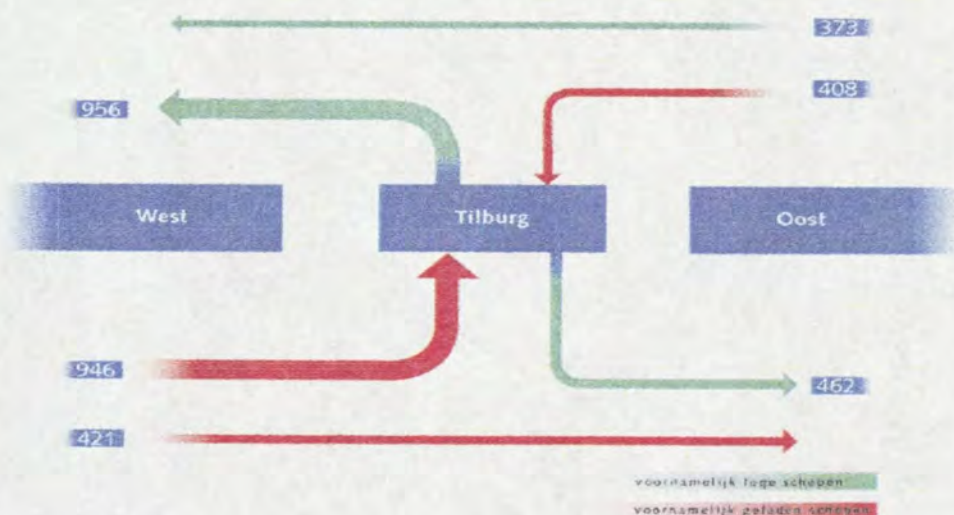 373
408
956
West
Tilburg
Oost
946
462
421
voornamelijk lege schepen
voornamelijk geladen schepen